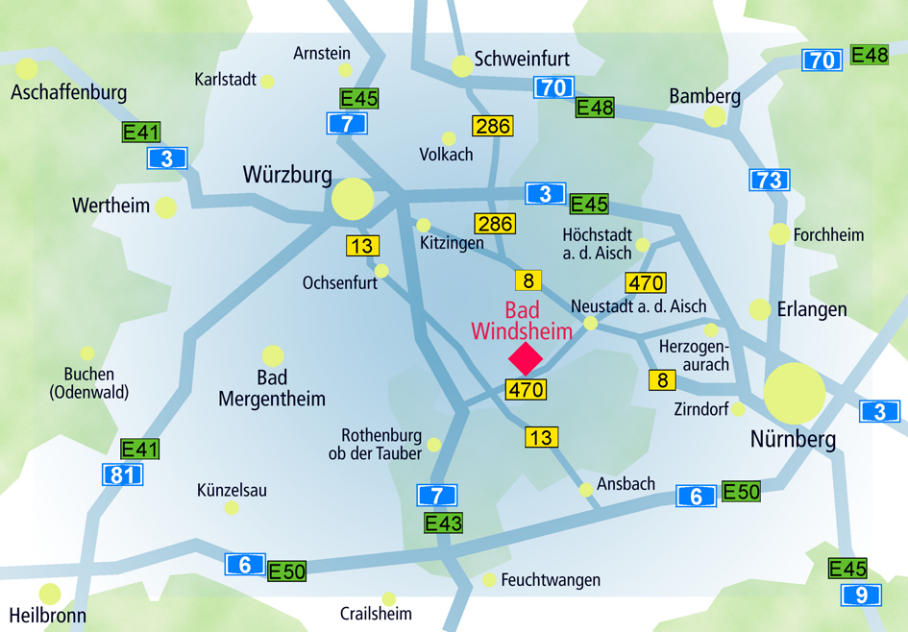 Arnstein
Schweinfurt
70
E48
Karlstadt
Aschaffenburg
E45
70
E48
Bamberg
7
286
E41
3
Volkach
Würzburg
3
E45
73
Wertheim
286
Kitzingen
Höchstadt
a. d. Aisch
Forchheim
13
Ochsenfurt
8
470
Bad
Windsheim
Neustadt a. d. Aisch
Erlangen
Herzogen-
aurach
Buchen
(Odenwald)
Bad
Mergentheim
470
8
Zirndorf
3
Nürnberg
Rothenburg
ob der Tauber
13
E41
81
Künzelsau
7
E43
Ansbach
6
E50
6
E50
Feuchtwangen
E45
9
Heilbronn
Crailsheim